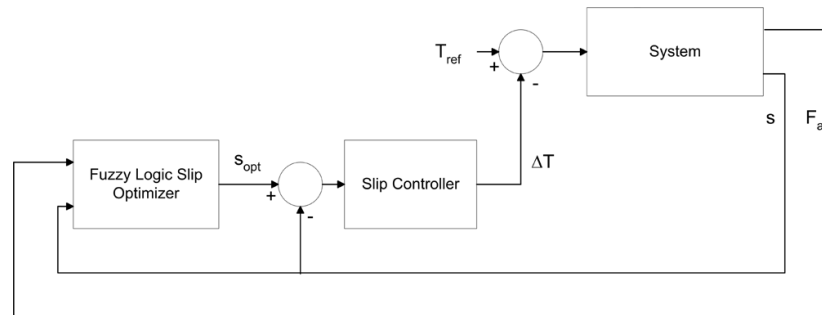 T_ref
+
-
System
s
F_a
Fuzzy Logic Slip
Optimizer
s_opt
+
-
Slip Controller
ΔT